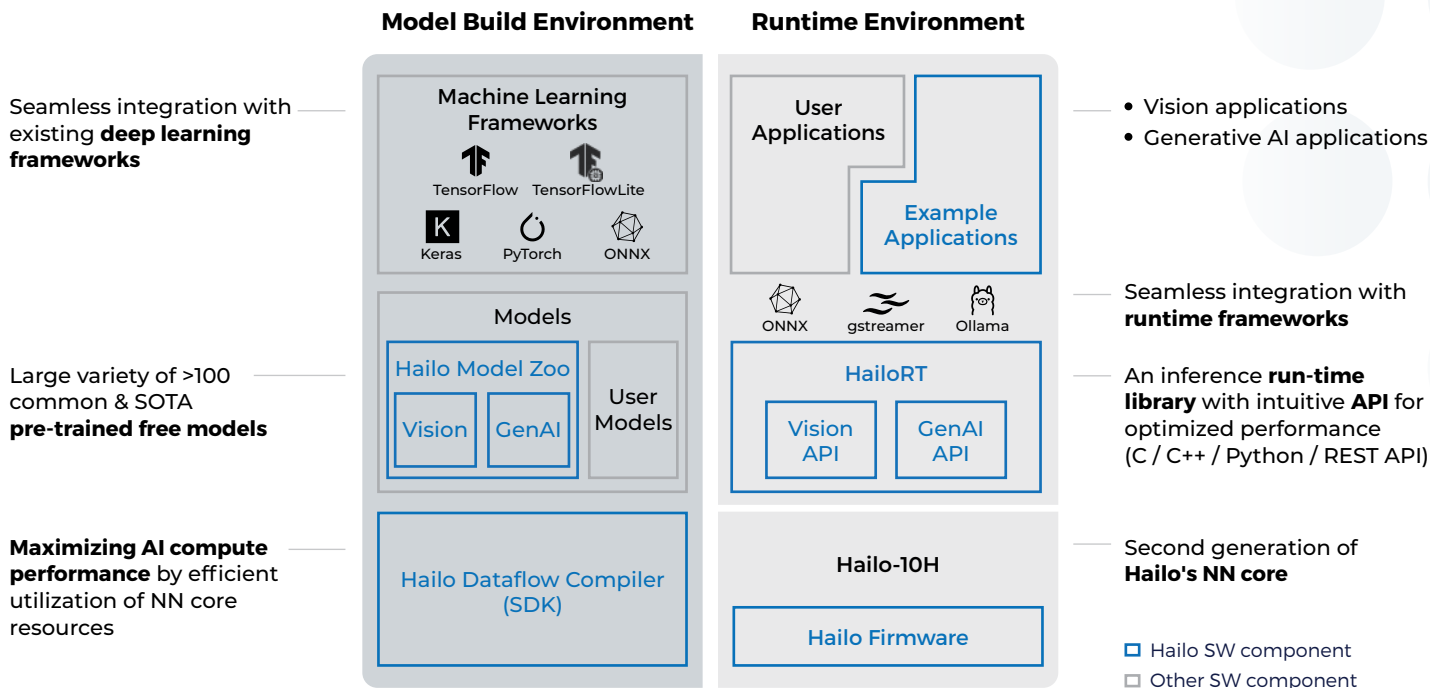 Model Build Environment
Runtime Environment
Seamless integration with
existing deep learning
frameworks
Machine Learning
Frameworks
TensorFlow
TensorFlowLite
K
Keras
PyTorch
ONNX
User
Applications
Example
Applications
• Vision applications
• Generative AI applications
ONNX
gstreamer
Ollama
Seamless integration with
runtime frameworks
Large variety of >100
common & SOTA
pre-trained free models
Models
Hailo Model Zoo
Vision
GenAI
User
Models
HailoRT
Vision
API
GenAI
API
An inference run-time
library with intuitive API for
optimized performance
(C / C++ / Python / REST API)
Maximizing AI compute
performance by efficient
utilization of NN core
resources
Hailo Dataflow Compiler
(SDK)
Hailo-10H
Hailo Firmware
Second generation of
Hailo's NN core
Hailo SW component
Other SW component